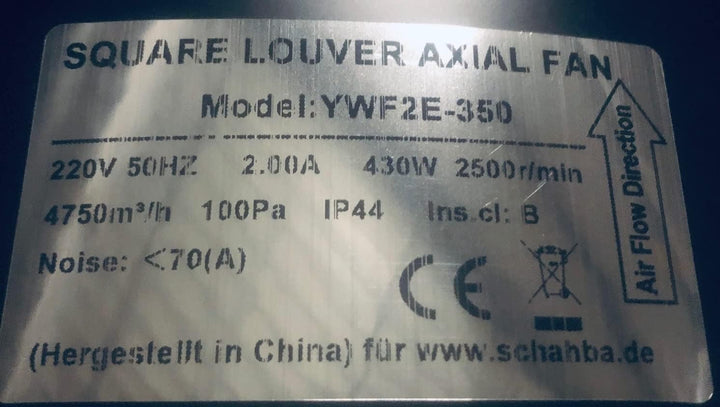 SQUARE LOUVER AXIAL FAN
Model:YWF2E-350
220V 50HZ 2.00A 430W 2500r/min
4750m³/h 100Pa IP44 Ins.cl: B
Noise: <70(A)
CE
Air Flow Direction
(Hergestellt in China) für www.schahba.de